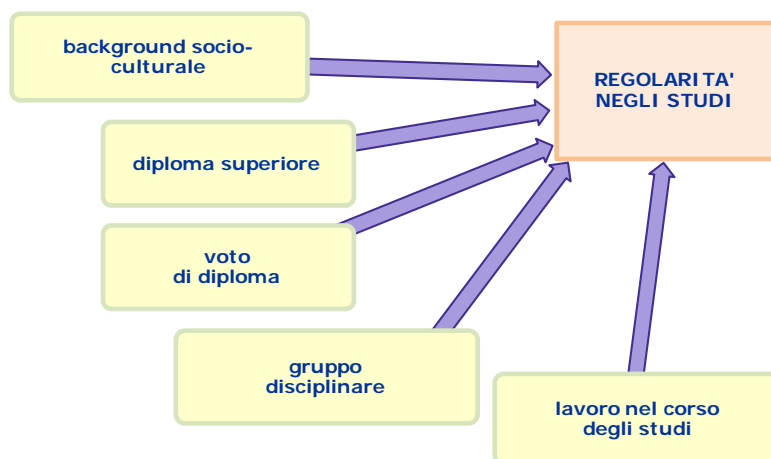 background socio-
culturale
REGOLARITA'
NEGLI STUDI
diploma superiore
voto
di diploma
gruppo
disciplinare
lavoro nel corso
degli studi